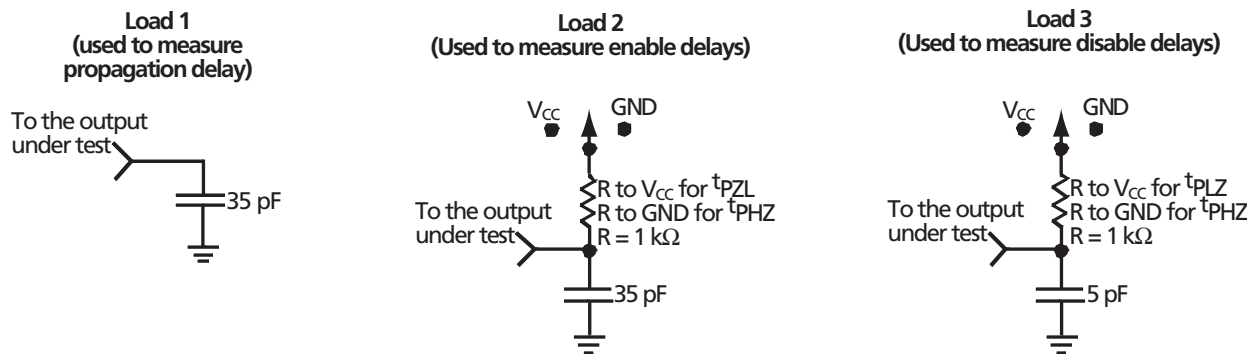 Load 1
(used to measure
propagation delay)
To the output
under test
35 pF
Load 2
(Used to measure enable delays)
VCC
GND
R to VCC for tPZL
R to GND for tPHZ
R = 1 kΩ
To the output
under test
35 pF
Load 3
(Used to measure disable delays)
VCC
GND
R to VCC for tPLZ
R to GND for tPHZ
R = 1 kΩ
To the output
under test
5 pF